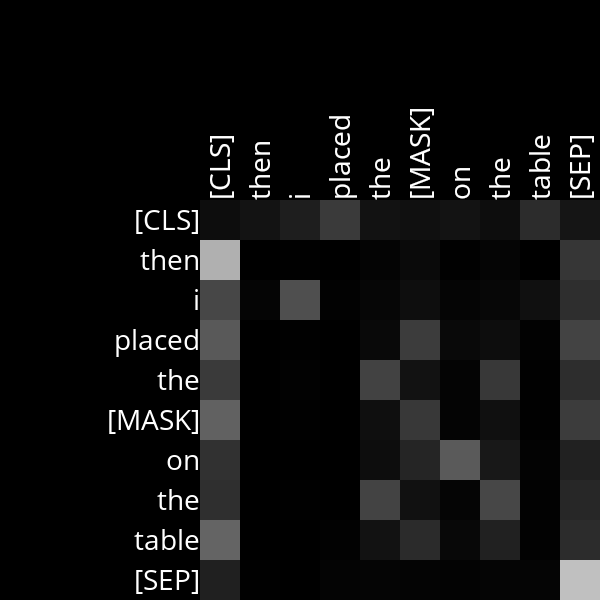 [CLS] then i placed the [MASK] on the table [SEP]
[CLS]
then
i
placed
the
[MASK]
on
the
table
[SEP]